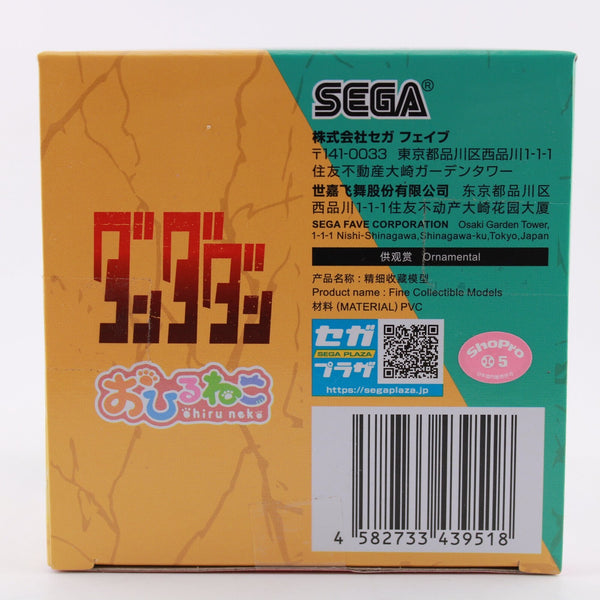 ダンダダン
おひるねこ
ohiru neko
SEGA®
株式会社セガ フェイブ
〒141-0033 東京都品川区西品川1-1-1
住友不動産大崎ガーデンタワー
世嘉飞舞股份有限公司 东京都品川区
西品川1-1-1住友不动产大崎花园大厦
SEGA FAVE CORPORATION Osaki Garden Tower,
1-1-1 Nishi-Shinagawa,Shinagawa-ku,Tokyo,Japan
供观赏 Ornamental
产品名称：精细收藏模型
Product name : Fine Collectible Models
材料 (MATERIAL) PVC
セガ
SEGA PLAZA
プラザ
https://segaplaza.jp
ShoPro
5
4 582733 439518